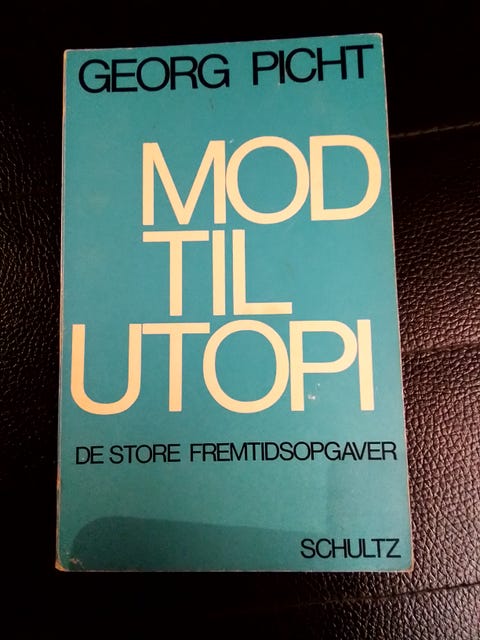 GEORG PICHT
MOD
TIL
UTOPI
DE STORE FREMTIDSOPGAVER
SCHULTZ